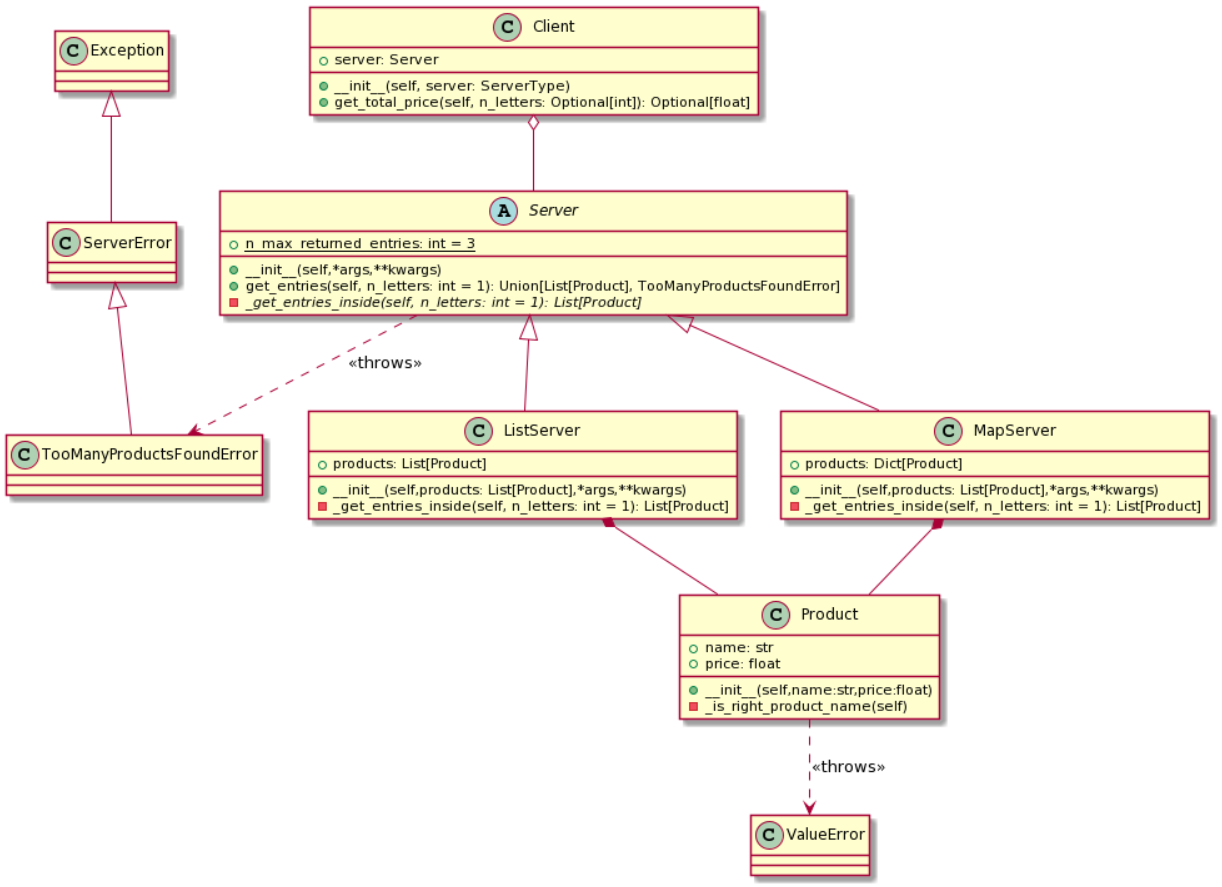 C Exception
C Client
server: Server
__init__(self, server: ServerType)
get_total_price(self, n_letters: Optional[int]): Optional[float]
C ServerError
A Server
n_max_returned_entries: int = 3
__init__(self,*args,**kwargs)
get_entries(self, n_letters: int = 1): Union[List[Product], TooManyProductsFoundError]
_get_entries_inside(self, n_letters: int = 1): List[Product]
«throws»
C TooManyProductsFoundError
C ListServer
products: List[Product]
__init__(self,products: List[Product],*args,**kwargs)
_get_entries_inside(self, n_letters: int = 1): List[Product]
C MapServer
products: Dict[Product]
__init__(self,products: List[Product],*args,**kwargs)
_get_entries_inside(self, n_letters: int = 1): List[Product]
C Product
name: str
price: float
__init__(self,name:str,price:float)
_is_right_product_name(self)
«throws»
C ValueError